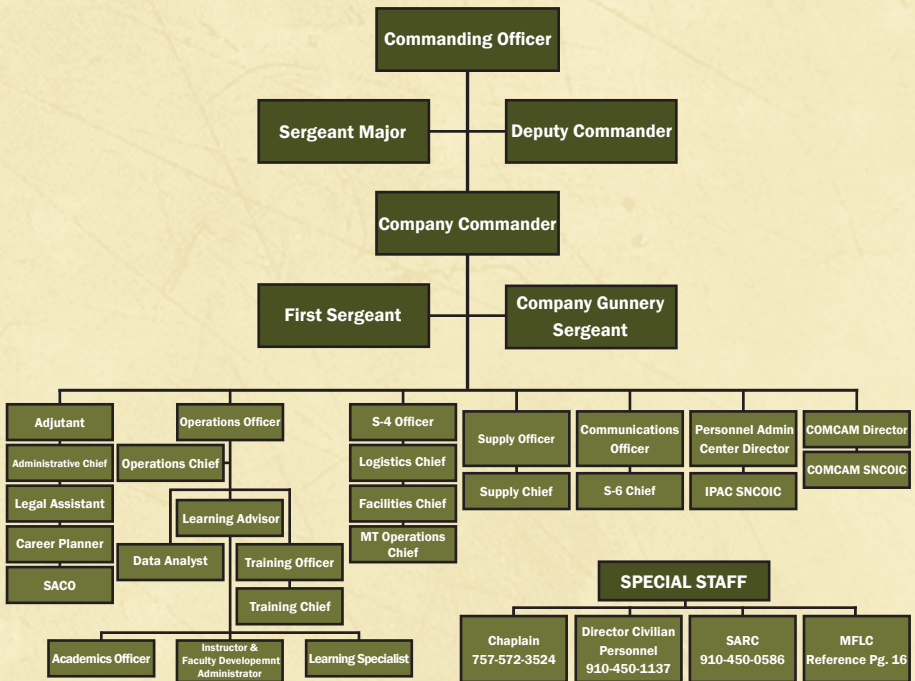 Commanding Officer
Sergeant Major
Deputy Commander
Company Commander
First Sergeant
Company Gunnery
Sergeant
Adjutant
Administrative Chief
Legal Assistant
Career Planner
SACO
Operations Officer
Operations Chief
Learning Advisor
Data Analyst
Training Officer
Training Chief
Academics Officer
Instructor &
Faculty Developemnt
Administrator
Learning Specialist
S-4 Officer
Logistics Chief
Facilities Chief
MT Operations
Chief
Supply Officer
Supply Chief
Communications
Officer
S-6 Chief
Personnel Admin
Center Director
IPAC SNCOIC
COMCAM Director
COMCAM SNCOIC
SPECIAL STAFF
Chaplain
757-572-3524
Director Civilian
Personnel
910-450-1137
SARC
910-450-0586
MFLC
Reference Pg. 16